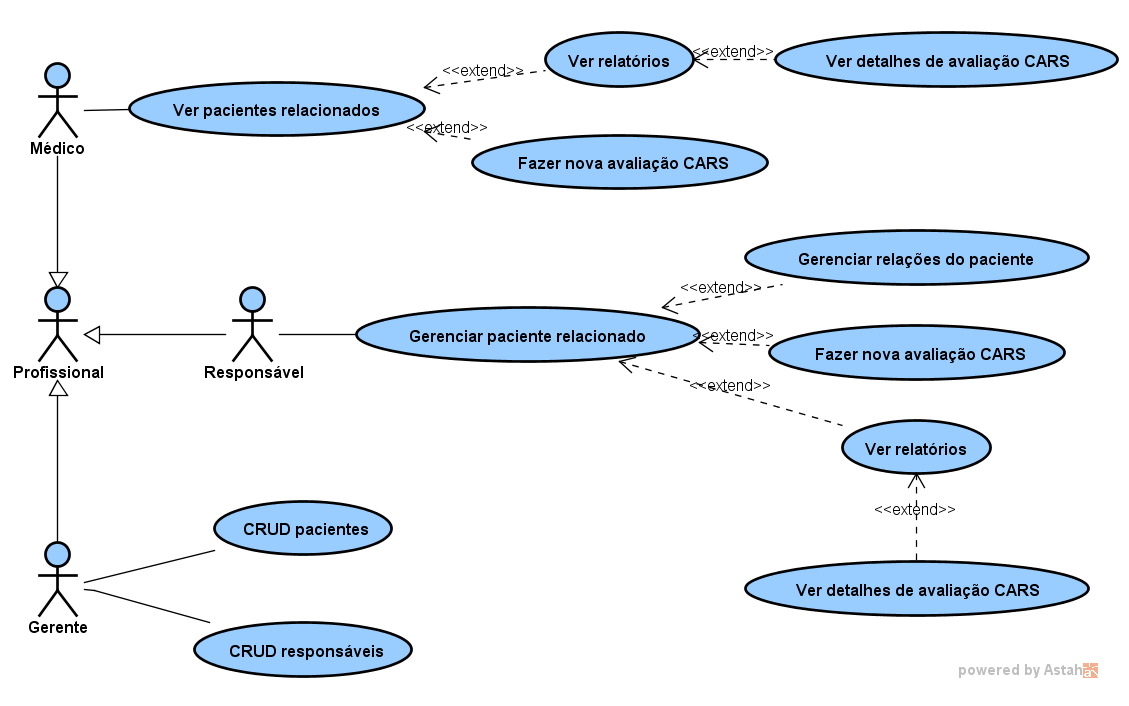 Ver relatórios
<<extend>>
Ver detalhes de avaliação CARS
<<extend>>
Ver pacientes relacionados
Médico
<<extend>>
Fazer nova avaliação CARS
Gerenciar relações do paciente
<<extend>>
Profissional
Responsável
Gerenciar paciente relacionado
<<extend>>
Fazer nova avaliação CARS
<<extend>>
Ver relatórios
<<extend>>
CRUD pacientes
Ver detalhes de avaliação CARS
Gerente
CRUD responsáveis
powered by Astah